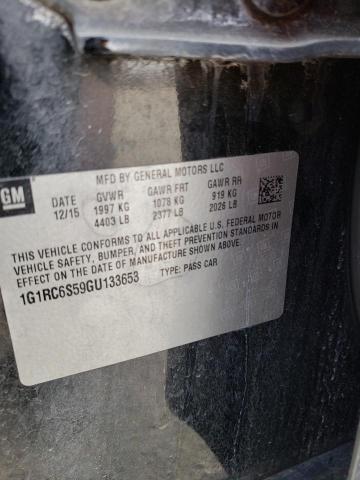 GM
MFD BY GENERAL MOTORS LLC
DATE GVWR GAWR FRT GAWR RR
12/15 1997 KG 1078 KG 919 KG
4403 LB 2377 LB 2026 LB
THIS VEHICLE CONFORMS TO ALL APPLICABLE U.S. FEDERAL MOTOR
VEHICLE SAFETY, BUMPER, AND THEFT PREVENTION STANDARDS IN
EFFECT ON THE DATE OF MANUFACTURE SHOWN ABOVE.
1G1RC6S59GU133653 TYPE: PASS CAR